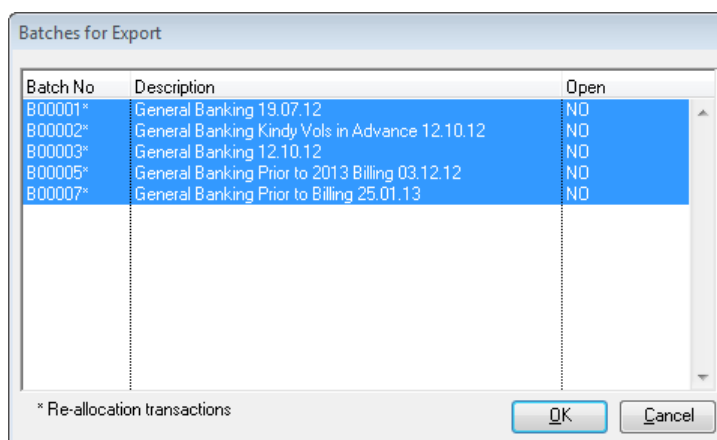 Batches for Export
Batch No Description Open
B00001* General Banking 19.07.12 NO
B00002* General Banking Kindy Vols in Advance 12.10.12 NO
B00003* General Banking 12.10.12 NO
B00005* General Banking Prior to 2013 Billing 03.12.12 NO
B00007* General Banking Prior to Billing 25.01.13 NO
* Re-allocation transactions
OK Cancel